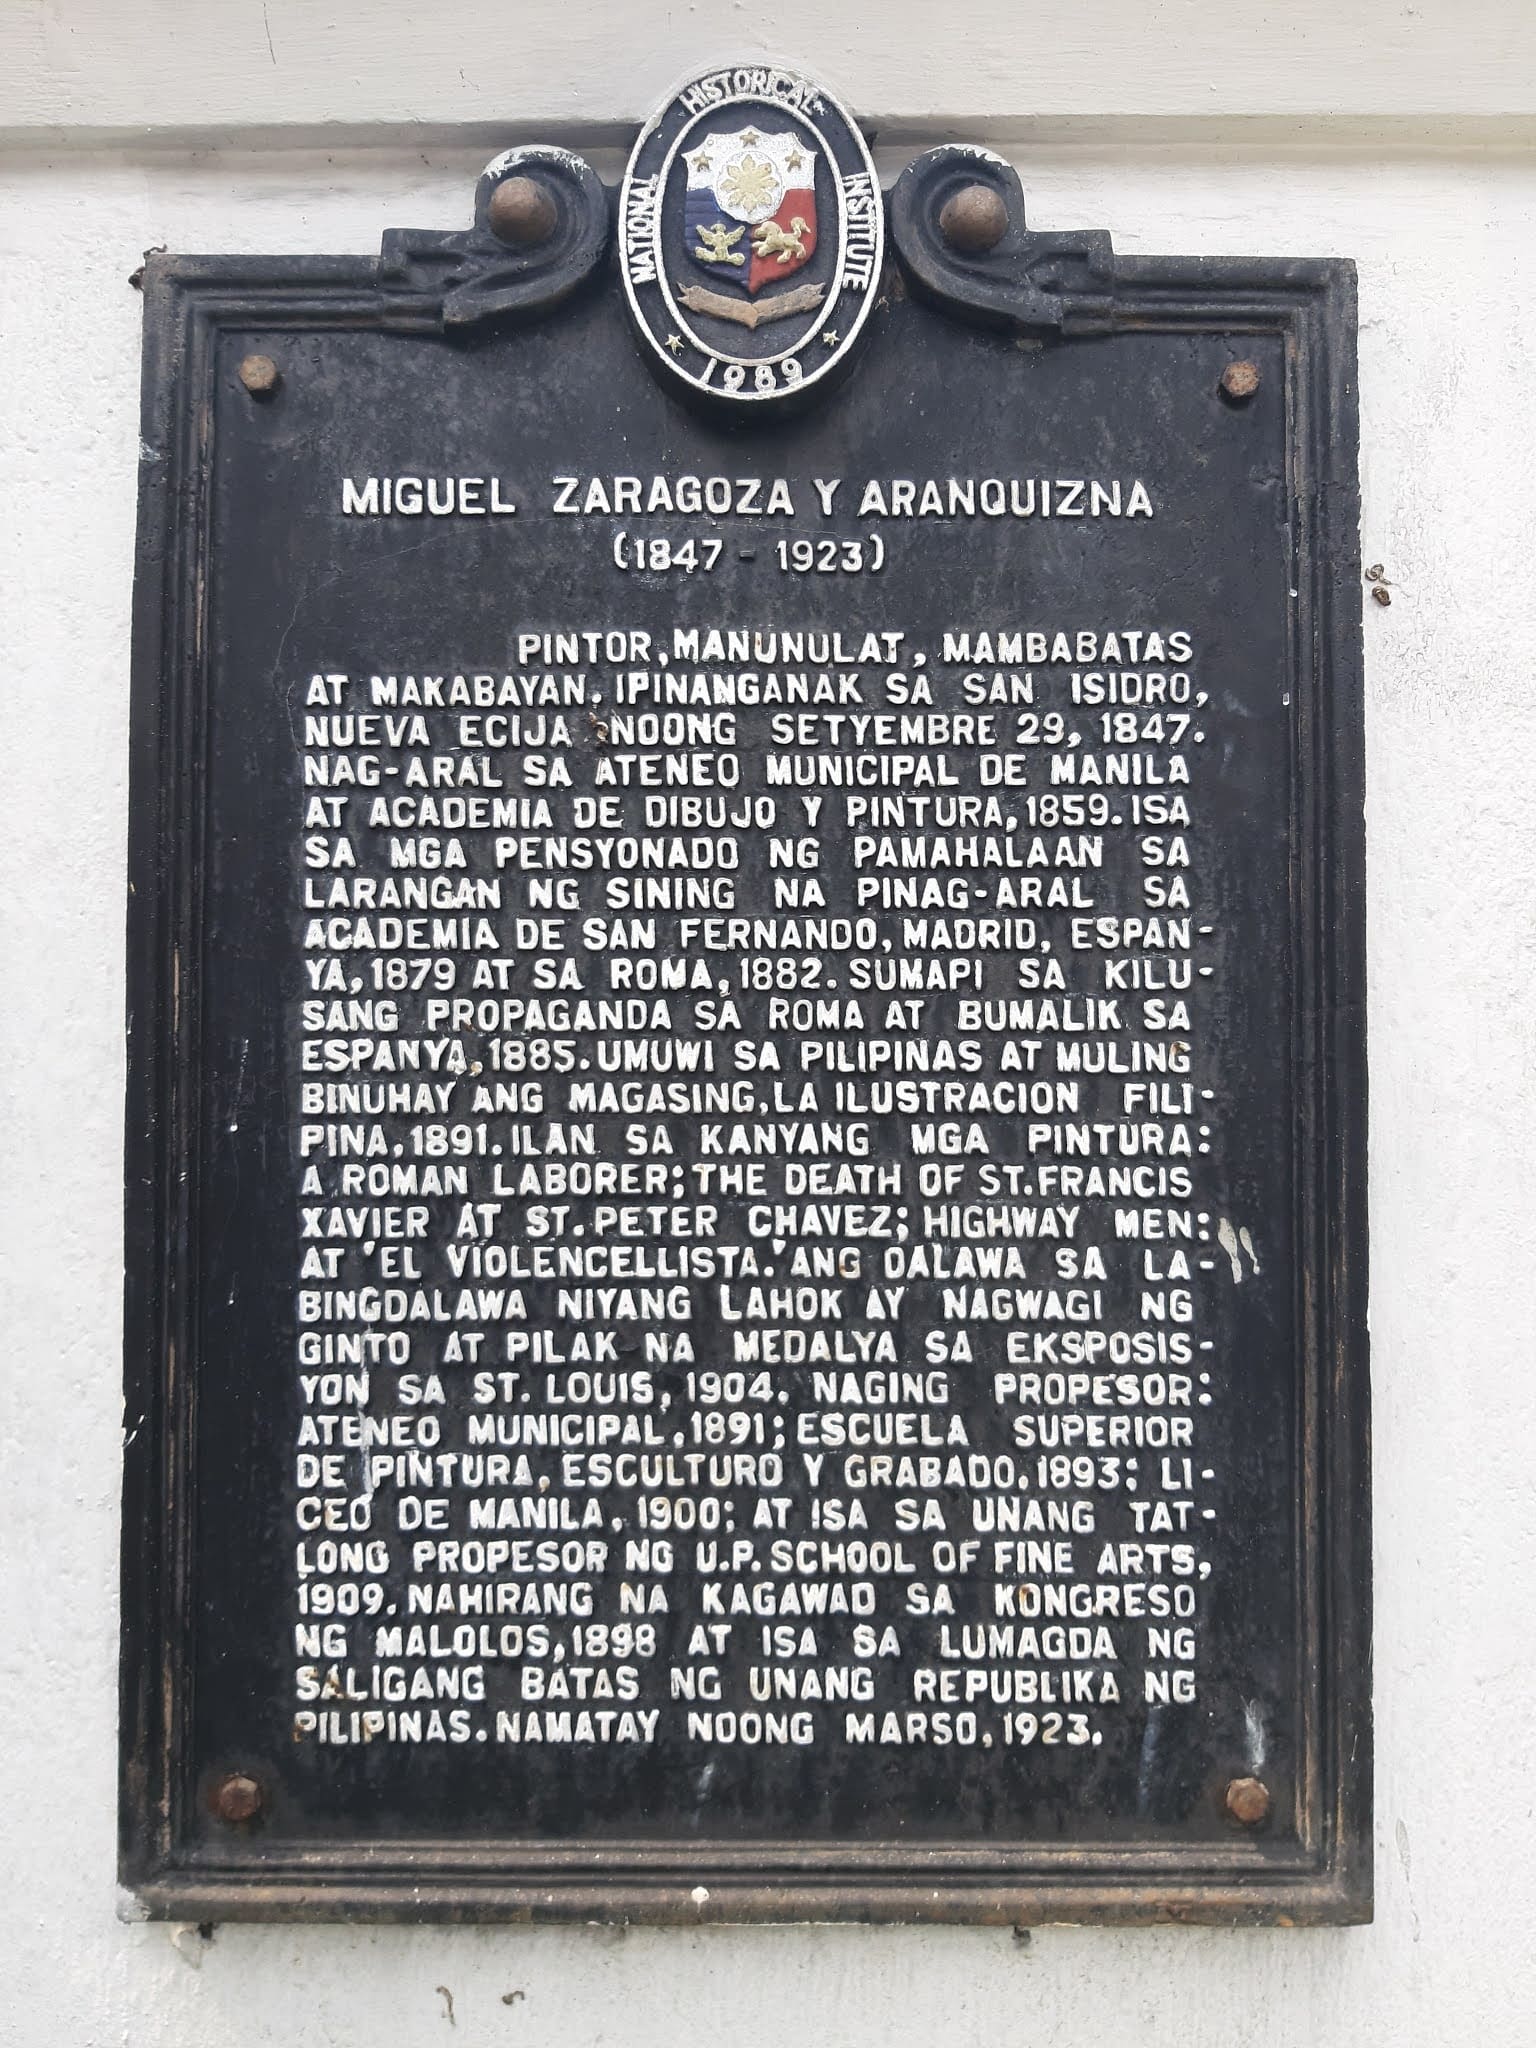 NATIONAL HISTORICAL INSTITUTE
1989
MIGUEL ZARAGOZA Y ARANQUIZNA
(1847 - 1923)
PINTOR, MANUNULAT, MAMBABATAS
AT MAKABAYAN. IPINANGANAK SA SAN ISIDRO,
NUEVA ECIJA NOONG SETYEMBRE 29, 1847.
NAG-ARAL SA ATENEO MUNICIPAL DE MANILA
AT ACADEMIA DE DIBUJO Y PINTURA, 1859. ISA
SA MGA PENSYONADO NG PAMAHALAAN SA
LARANGAN NG SINING NA PINAG-ARAL SA
ACADEMIA DE SAN FERNANDO, MADRID, ESPAN-
YA, 1879 AT SA ROMA, 1882. SUMAPI SA KILU-
SANG PROPAGANDA SA ROMA AT BUMALIK SA
ESPANYA, 1885. UMUWI SA PILIPINAS AT MULING
BINUHAY ANG MAGASING, LA ILUSTRACION FILI-
PINA, 1891. ILAN SA KANYANG MGA PINTURA:
A ROMAN LABORER; THE DEATH OF ST. FRANCIS
XAVIER AT ST. PETER CHAVEZ; HIGHWAY MEN:
AT 'EL VIOLENCELLISTA.' ANG DALAWA SA LA-
BINGDALAWA NIYANG LAHOK AY NAGWAGI NG
GINTO AT PILAK NA MEDALYA SA EKSPOSIS-
YON SA ST. LOUIS, 1904. NAGING PROPESOR:
ATENEO MUNICIPAL, 1891; ESCUELA SUPERIOR
DE PINTURA, ESCULTURO Y GRABADO, 1893; LI-
CEO DE MANILA, 1900; AT ISA SA UNANG TAT-
LONG PROPESOR NG U.P. SCHOOL OF FINE ARTS,
1909. NAHIRANG NA KAGAWAD SA KONGRESO
NG MALOLOS, 1898 AT ISA SA LUMAGDA NG
SALIGANG BATAS NG UNANG REPUBLIKA NG
PILIPINAS. NAMATAY NOONG MARSO, 1923.